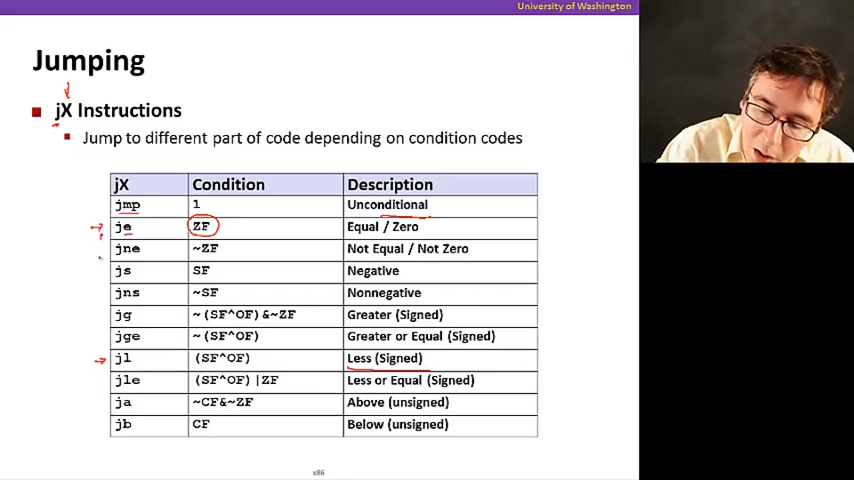 University of Washington
Jumping
jX Instructions
Jump to different part of code depending on condition codes
jX Condition Description
jmp 1 Unconditional
je ZF Equal / Zero
jne ~ZF Not Equal / Not Zero
js SF Negative
jns ~SF Nonnegative
jg ~(SF^OF)&~ZF Greater (Signed)
jge ~(SF^OF) Greater or Equal (Signed)
jl (SF^OF) Less (Signed)
jle (SF^OF)|ZF Less or Equal (Signed)
ja ~CF&~ZF Above (unsigned)
jb CF Below (unsigned)
x86